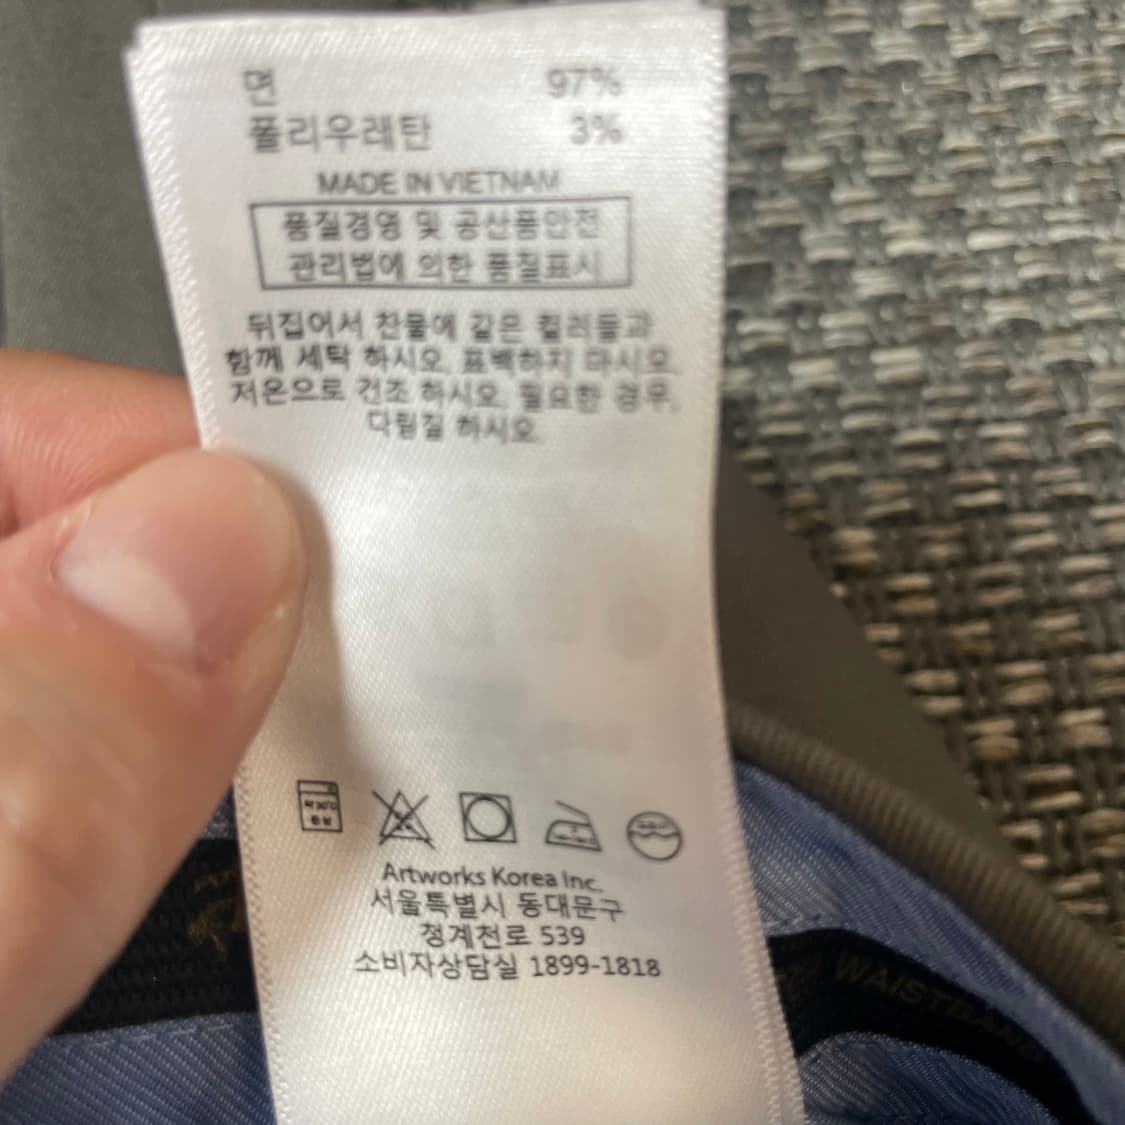 면 97%
폴리우레탄 3%
MADE IN VIETNAM
품질경영 및 공산품안전
관리법에 의한 품질표시
뒤집어서 찬물에 같은 컬러들과
함께 세탁 하시오. 표백하지 마시오.
저온으로 건조 하시오. 필요한 경우,
다림질 하시오.
Artworks Korea Inc.
서울특별시 동대문구
청계천로 539
소비자상담실 1899-1818
WAISTBAND